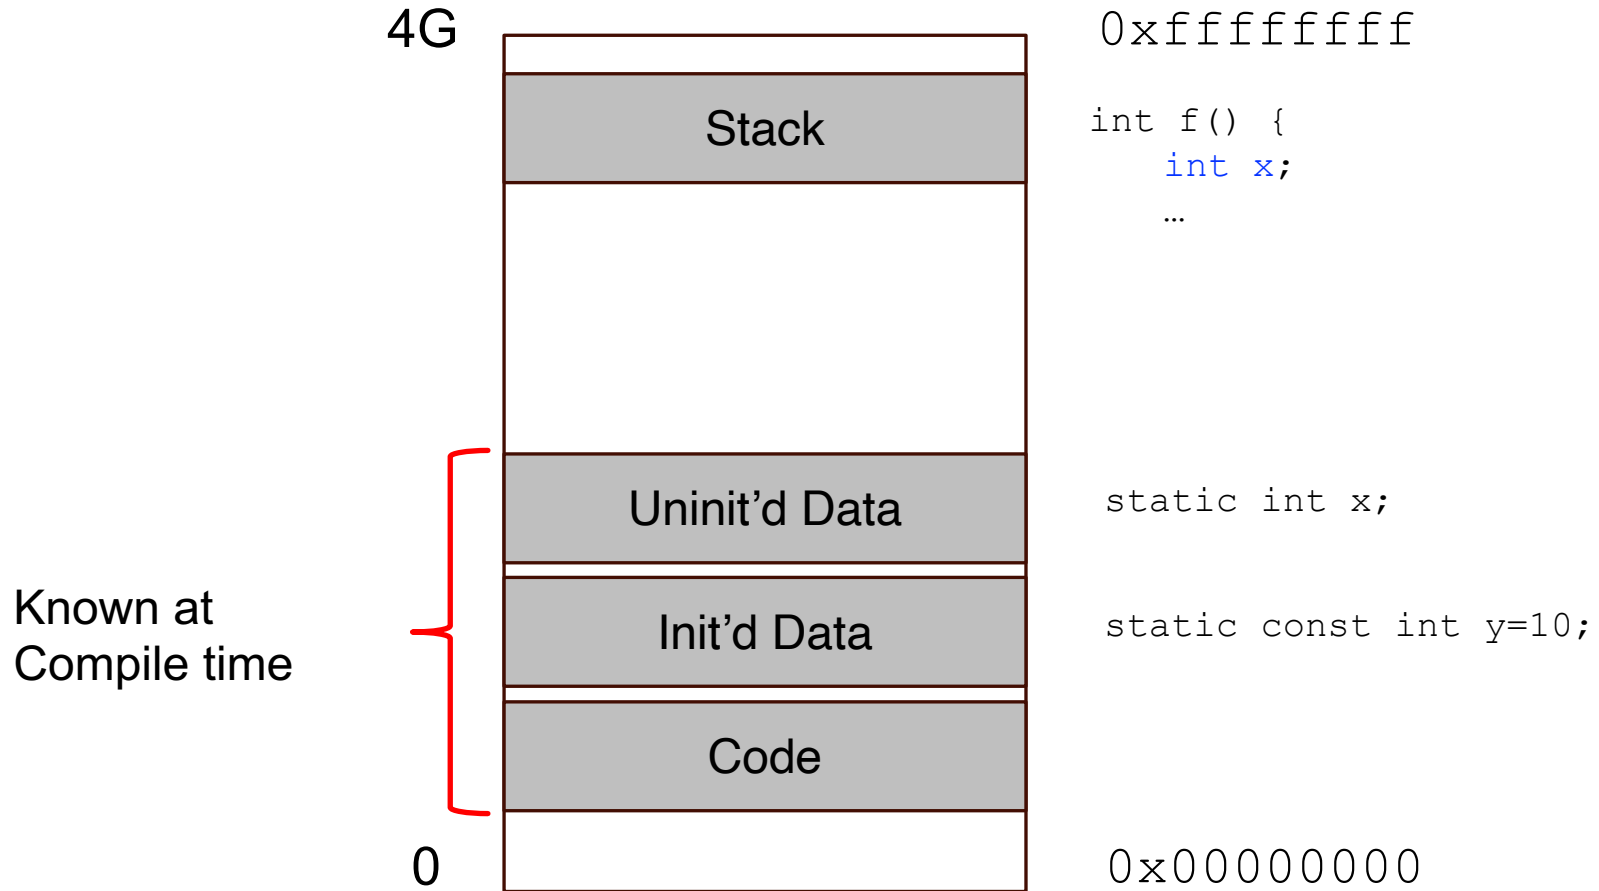 4G
0xffffffff
Stack
int f() {
int x;
…
Uninit’d Data
static int x;
Known at
Compile time
Init’d Data
static const int y=10;
Code
0
0x00000000